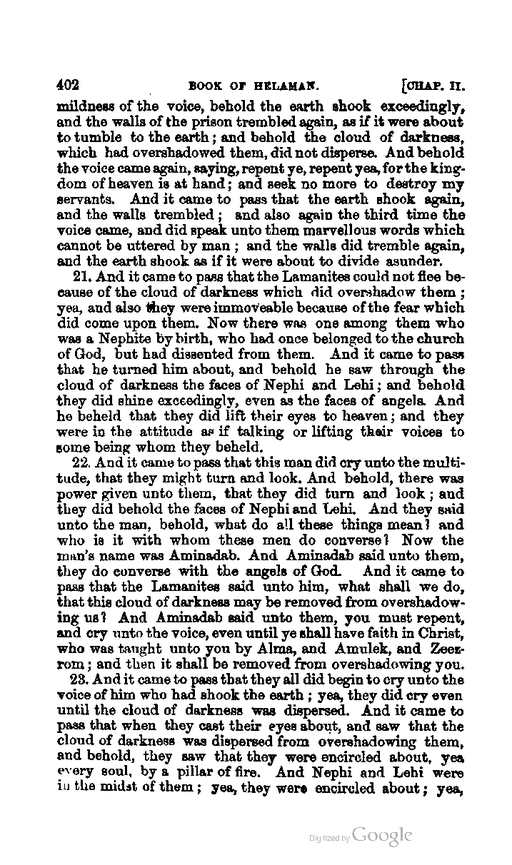 402 BOOK OF HELAMAN. [CHAP. II.
mildness of the voice, behold the earth shook exceedingly,
and the walls of the prison trembled again, as if it were about
to tumble to the earth; and behold the cloud of darkness,
which had overshadowed them, did not disperse. And behold
the voice came again, saying, repent ye, repent yea, for the king-
dom of heaven is at hand; and seek no more to destroy my
servants. And it came to pass that the earth shook again,
and the walls trembled; and also again the third time the
voice came, and did speak unto them marvellous words which
cannot be uttered by man; and the walls did tremble again,
and the earth shook as if it were about to divide asunder.
21. And it came to pass that the Lamanites could not flee be-
cause of the cloud of darkness which did overshadow them;
yea, and also they were immoveable because of the fear which
did come upon them. Now there was one among them who
was a Nephite by birth, who had once belonged to the church
of God, but had dissented from them. And it came to pass
that he turned him about, and behold he saw through the
cloud of darkness the faces of Nephi and Lehi; and behold
they did shine exceedingly, even as the faces of angels. And
he beheld that they did lift their eyes to heaven; and they
were in the attitude as if talking or lifting their voices to
some being whom they beheld.
22. And it came to pass that this man did cry unto the multi-
tude, that they might turn and look. And behold, there was
power given unto them, that they did turn and look; and
they did behold the faces of Nephi and Lehi. And they said
unto the man, behold, what do all these things mean? and
who is it with whom these men do converse? Now the
man's name was Aminadab. And Aminadab said unto them,
they do converse with the angels of God. And it came to
pass that the Lamanites said unto him, what shall we do,
that this cloud of darkness may be removed from overshadow-
ing us? And Aminadab said unto them, you must repent,
and cry unto the voice, even until ye shall have faith in Christ,
who was taught unto you by Alma, and Amulek, and Zeez-
rom; and then it shall be removed from overshadowing you.
23. And it came to pass that they all did begin to cry unto the
voice of him who had shook the earth; yea, they did cry even
until the cloud of darkness was dispersed. And it came to
pass that when they cast their eyes about, and saw that the
cloud of darkness was dispersed from overshadowing them,
and behold, they saw that they were encircled about, yea
every soul, by a pillar of fire. And Nephi and Lehi were
in the midst of them; yea, they were encircled about; yea,
Digitized by Google